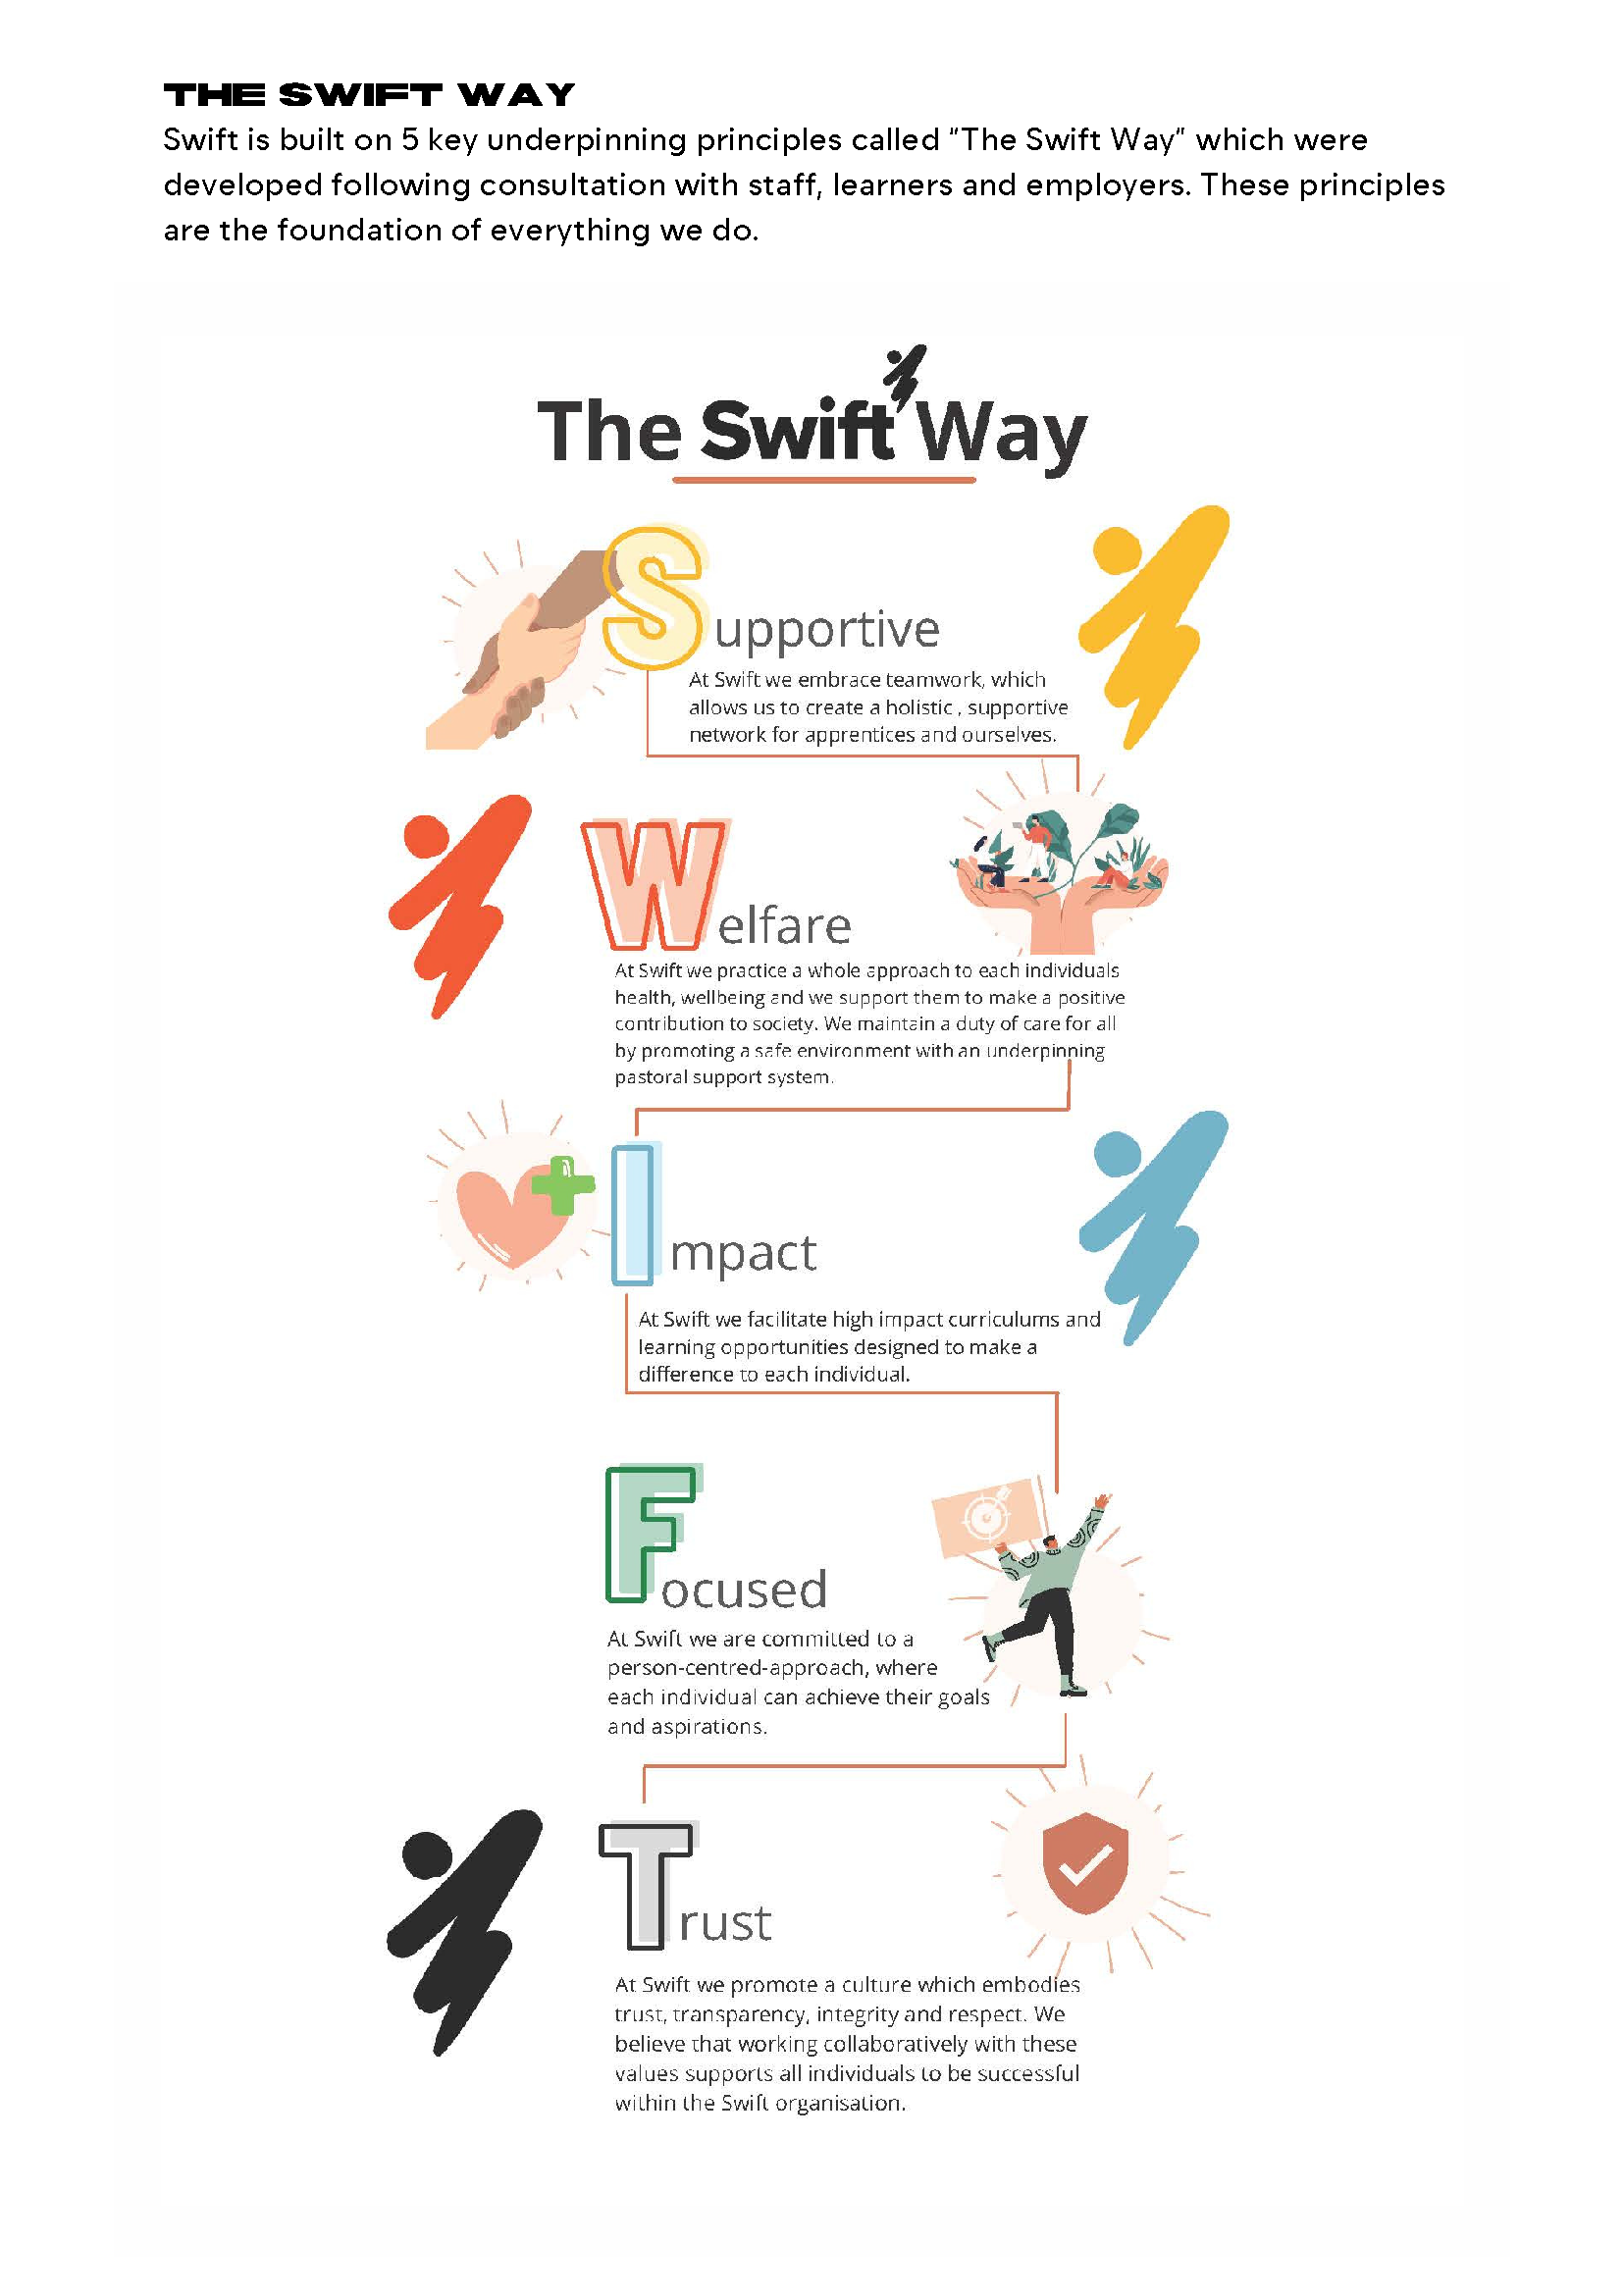 THE SWIFT WAY
Swift is built on 5 key underpinning principles called "The Swift Way" which were
developed following consultation with staff, learners and employers. These principles
are the foundation of everything we do.
The Swift Way
Supportive
At Swift we embrace teamwork, which
allows us to create a holistic , supportive
network for apprentices and ourselves.
Welfare
At Swift we practice a whole approach to each individuals
health, wellbeing and we support them to make a positive
contribution to society. We maintain a duty of care for all
by promoting a safe environment with an underpinning
pastoral support system.
Impact
At Swift we facilitate high impact curriculums and
learning opportunities designed to make a
difference to each individual.
Focused
At Swift we are committed to a
person-centred-approach, where
each individual can achieve their goals
and aspirations.
Trust
At Swift we promote a culture which embodies
trust, transparency, integrity and respect. We
believe that working collaboratively with these
values supports all individuals to be successful
within the Swift organisation.